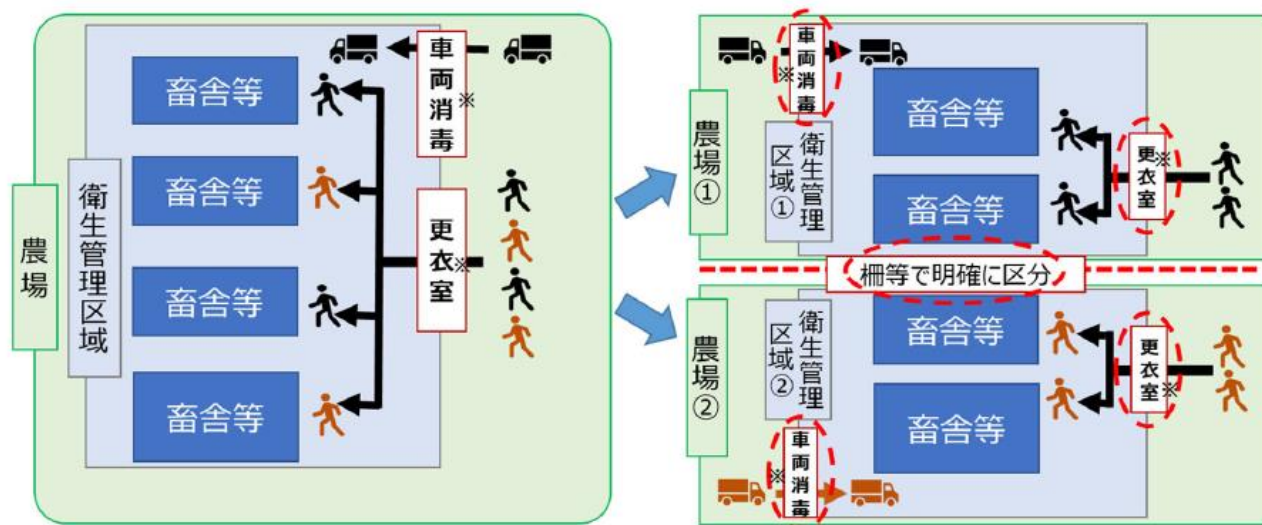 農場
衛生管理区域
畜舎等
畜舎等
畜舎等
畜舎等
車両消毒※
更衣室※
農場①
衛生管理
区域①
※車両消毒
畜舎等
畜舎等
更衣室※
柵等で明確に区分
農場②
衛生管理
区域②
畜舎等
畜舎等
更衣室※
※車両消毒